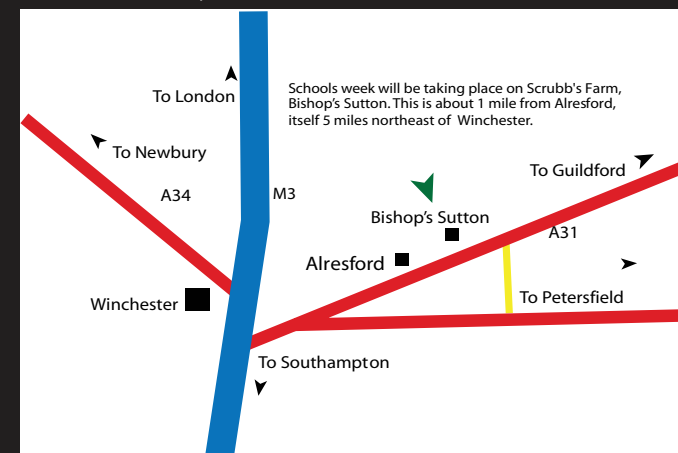 To London
Schools week will be taking place on Scrubb's Farm,
Bishop's Sutton. This is about 1 mile from Alresford,
itself 5 miles northeast of Winchester.
To Newbury
To Guildford
A34
M3
Bishop's Sutton
A31
Alresford
Winchester
To Petersfield
To Southampton